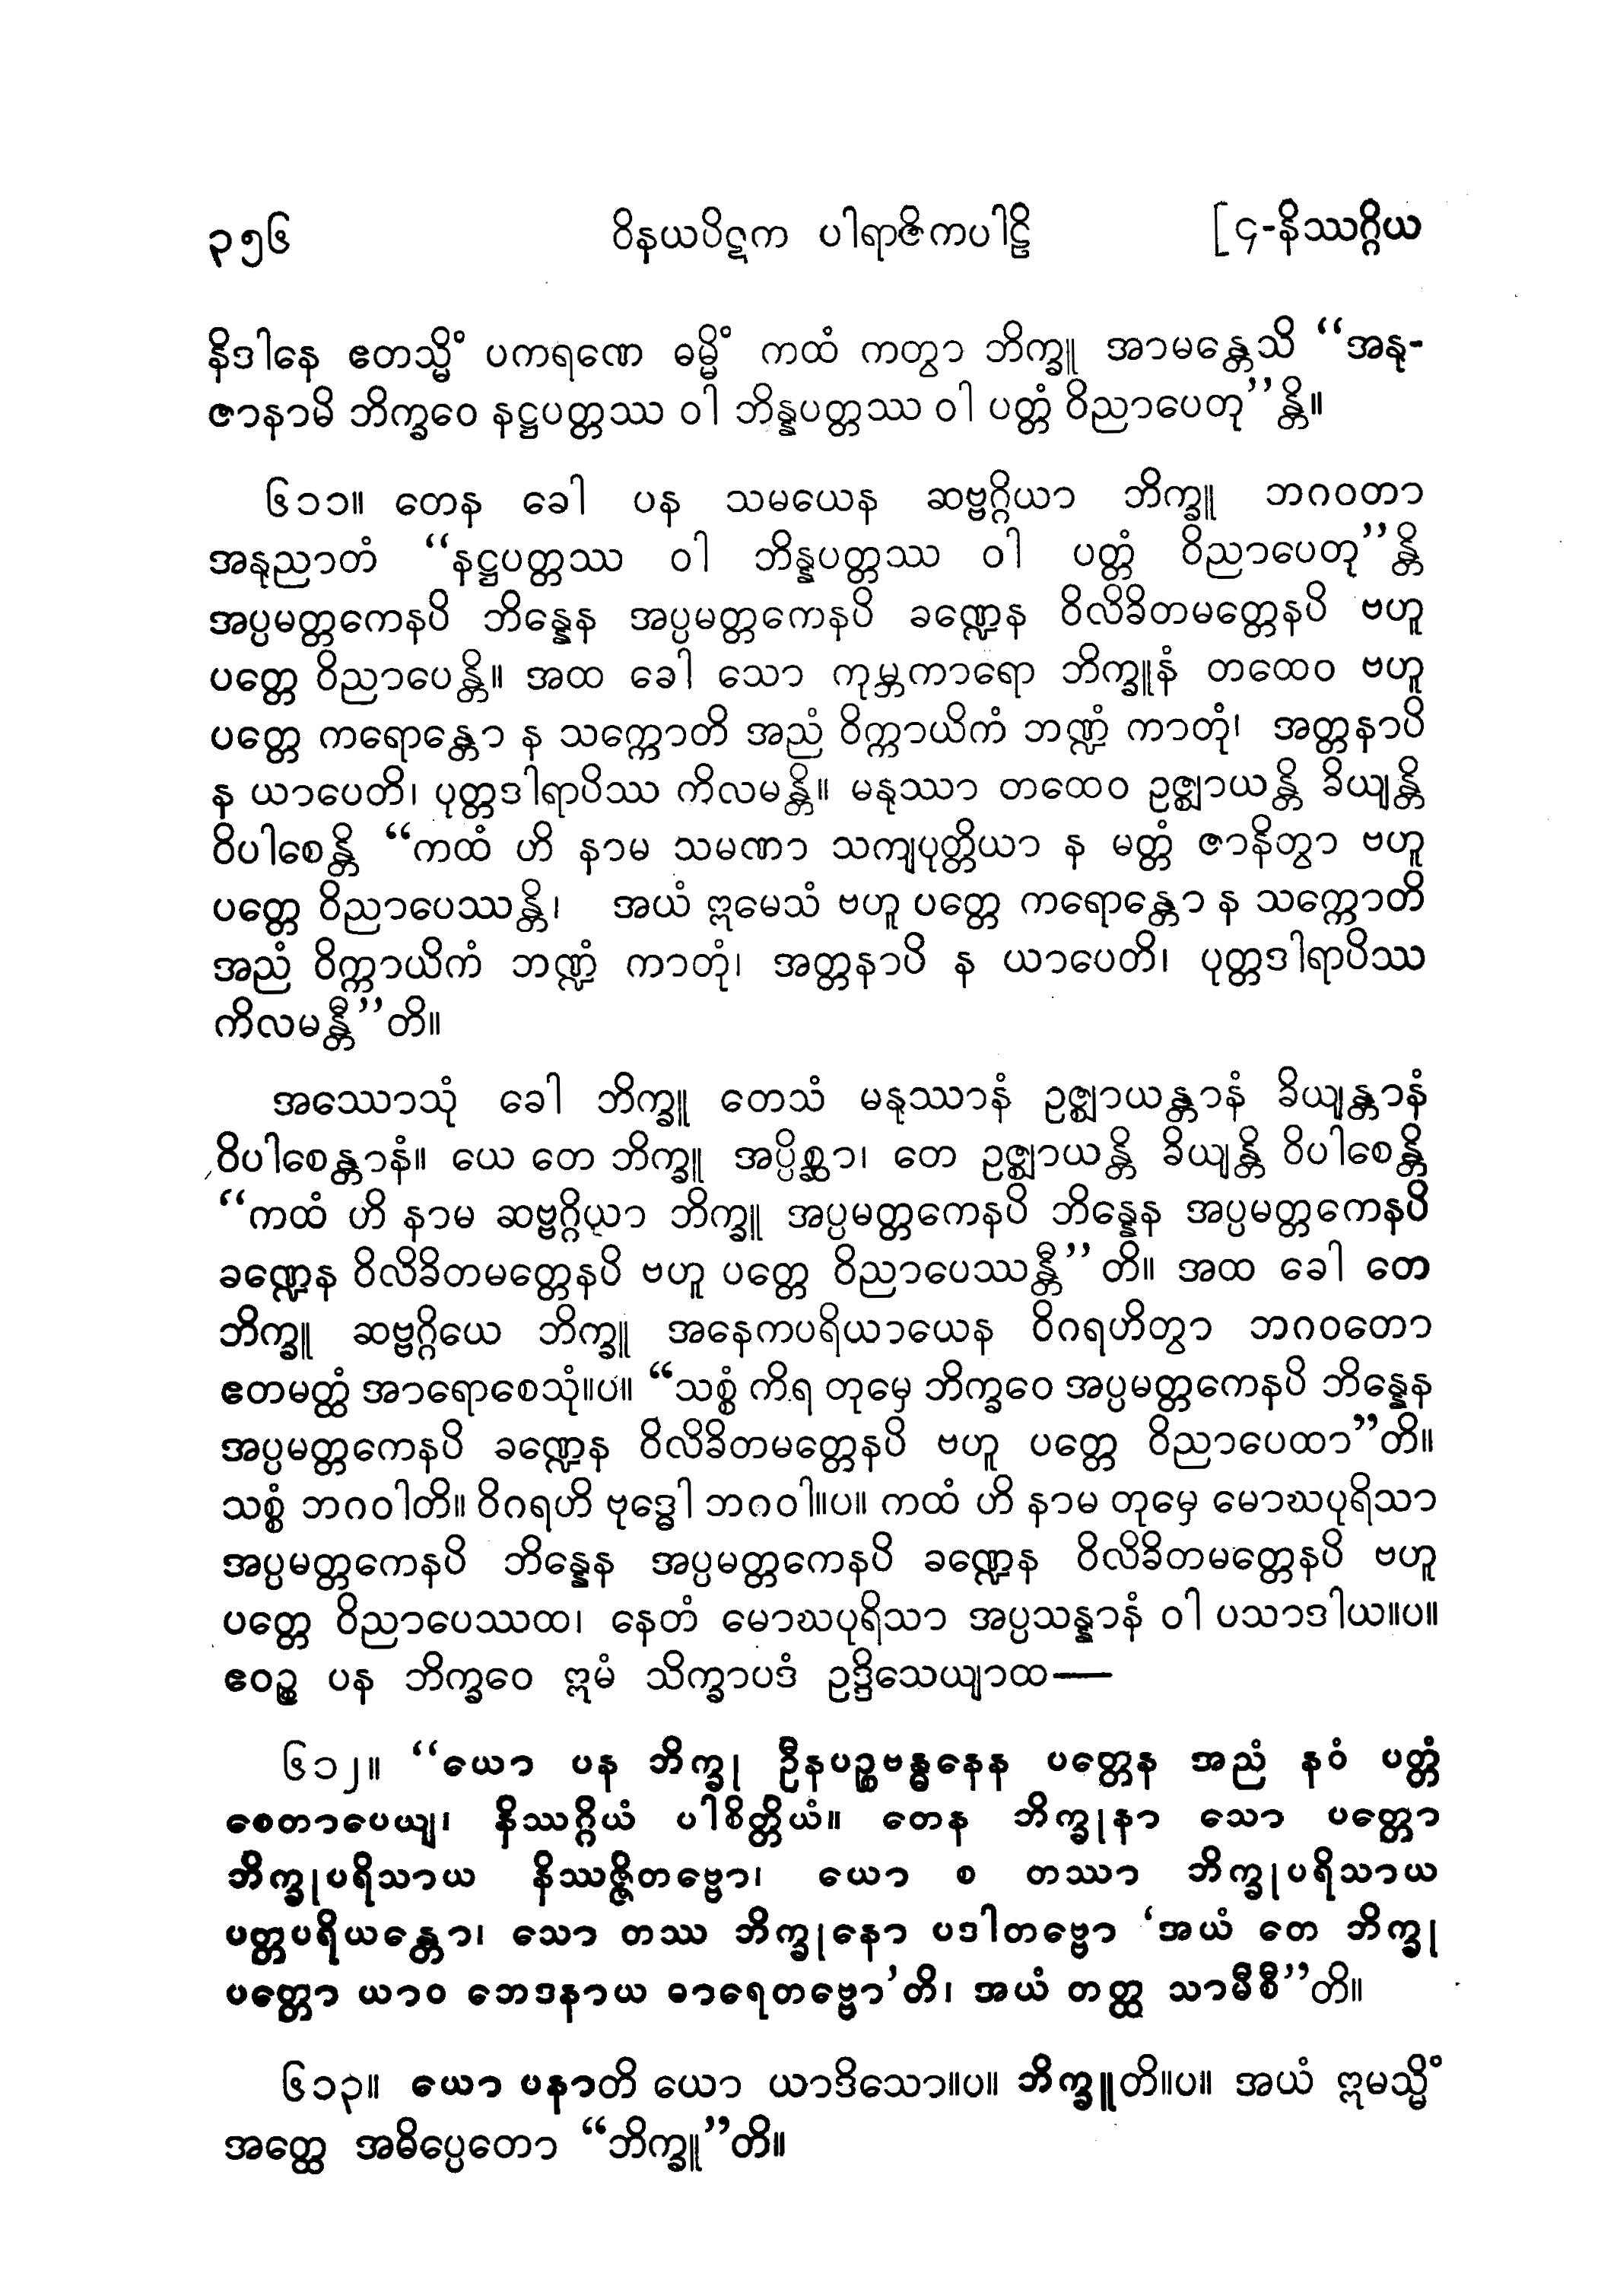 ၃၅၆ ဝိနယပိဋက ပါရာဇိကပါဠိ [၄-နိဿဂ္ဂိယ
နိဒါနေ ဧတသ္မိံ ပကရဏေ ဓမ္မိံ ကထံ ကတွာ ဘိက္ခူ အာမန္တေသိ “အနု-
ဇာနာမိ ဘိက္ခဝေ နဋ္ဌပတ္တဿ ဝါ ဘိန္နပတ္တဿ ဝါ ပတ္တံ ဝိညာပေတု”န္တိ။
၆၁၁။ တေန ခေါ ပန သမယေန ဆဗ္ဗဂ္ဂိယာ ဘိက္ခူ ဘဂဝတာ
အနုညာတံ “နဋ္ဌပတ္တဿ ဝါ ဘိန္နပတ္တဿ ဝါ ပတ္တံ ဝိညာပေတု”န္တိ
အပ္ပမတ္တကေနပိ ဘိန္နေန အပ္ပမတ္တကေနပိ ခဏ္ဍေန ဝိလိခိတမတ္တေနပိ ဗဟူ
ပတ္တေ ဝိညာပေန္တိ။ အထ ခေါ သော ကုမ္ဘကာရော ဘိက္ခူနံ တထေဝ ဗဟူ
ပတ္တေ ကရောန္တော န သက္ကောတိ အညံ ဝိက္ကာယိကံ ဘဏ္ဍံ ကာတုံ၊ အတ္တနာပိ
န ယာပေတိ၊ ပုတ္တဒါရာပိဿ ကိလမန္တိ။ မနုဿာ တထေဝ ဥဇ္ဈာယန္တိ ခိယျန္တိ
ဝိပါစေန္တိ “ကထံ ဟိ နာမ သမဏာ သကျပုတ္တိယာ န မတ္တံ ဇာနိတွာ ဗဟူ
ပတ္တေ ဝိညာပေဿန္တိ၊ အယံ ဣမေသံ ဗဟူ ပတ္တေ ကရောန္တော န သက္ကောတိ
အညံ ဝိက္ကာယိကံ ဘဏ္ဍံ ကာတုံ၊ အတ္တနာပိ န ယာပေတိ၊ ပုတ္တဒါရာပိဿ
ကိလမန္တီ”တိ။
အဿောသုံ ခေါ ဘိက္ခူ တေသံ မနုဿာနံ ဥဇ္ဈာယန္တာနံ ခိယျန္တာနံ
ဝိပါစေန္တာနံ။ ယေ တေ ဘိက္ခူ အပ္ပိစ္ဆာ၊ တေ ဥဇ္ဈာယန္တိ ခိယျန္တိ ဝိပါစေန္တိ
“ကထံ ဟိ နာမ ဆဗ္ဗဂ္ဂိယာ ဘိက္ခူ အပ္ပမတ္တကေနပိ ဘိန္နေန အပ္ပမတ္တကေနပိ
ခဏ္ဍေန ဝိလိခိတမတ္တေနပိ ဗဟူ ပတ္တေ ဝိညာပေဿန္တီ”တိ။ အထ ခေါ တေ
ဘိက္ခူ ဆဗ္ဗဂ္ဂိယေ ဘိက္ခူ အနေကပရိယာယေန ဝိဂရဟိတွာ ဘဂဝတော
ဧတမတ္ထံ အာရောစေသုံ။ပ။ “သစ္စံ ကိရ တုမှေ ဘိက္ခဝေ အပ္ပမတ္တကေနပိ ဘိန္နေန
အပ္ပမတ္တကေနပိ ခဏ္ဍေန ဝိလိခိတမတ္တေနပိ ဗဟူ ပတ္တေ ဝိညာပေထာ”တိ။
သစ္စံ ဘဂဝါတိ။ ဝိဂရဟိ ဗုဒ္ဓေါ ဘဂဝါ။ပ။ ကထံ ဟိ နာမ တုမှေ မောဃပုရိသာ
အပ္ပမတ္တကေနပိ ဘိန္နေန အပ္ပမတ္တကေနပိ ခဏ္ဍေန ဝိလိခိတမတ္တေနပိ ဗဟူ
ပတ္တေ ဝိညာပေဿထ၊ နေတံ မောဃပုရိသာ အပ္ပသန္နာနံ ဝါ ပသာဒါယ။ပ။
ဧဝဉ္စ ပန ဘိက္ခဝေ ဣမံ သိက္ခာပဒံ ဥဒ္ဒိသေယျာထ—
၆၁၂။ “ယော ပန ဘိက္ခု ဦနပဉ္စဗန္ဓနေန ပတ္တေန အညံ နဝံ ပတ္တံ
စေတာပေယျ၊ နိဿဂ္ဂိယံ ပါစိတ္တိယံ။ တေန ဘိက္ခုနာ သော ပတ္တော
ဘိက္ခုပရိသာယ နိဿဇ္ဇိတဗ္ဗော၊ ယော စ တဿာ ဘိက္ခုပရိသာယ
ပတ္တပရိယန္တော၊ သော တဿ ဘိက္ခုနော ပဒါတဗ္ဗော ‘အယံ တေ ဘိက္ခု
ပတ္တော ယာဝ ဘေဒနာယ ဓာရေတဗ္ဗော’တိ၊ အယံ တတ္ထ သာမီစီ”တိ။
၆၁၃။ ယော ပနာတိ ယော ယာဒိသော။ပ။ ဘိက္ခူတိ။ပ။ အယံ ဣမသ္မိံ
အတ္ထေ အဓိပ္ပေတော “ဘိက္ခူ”တိ။